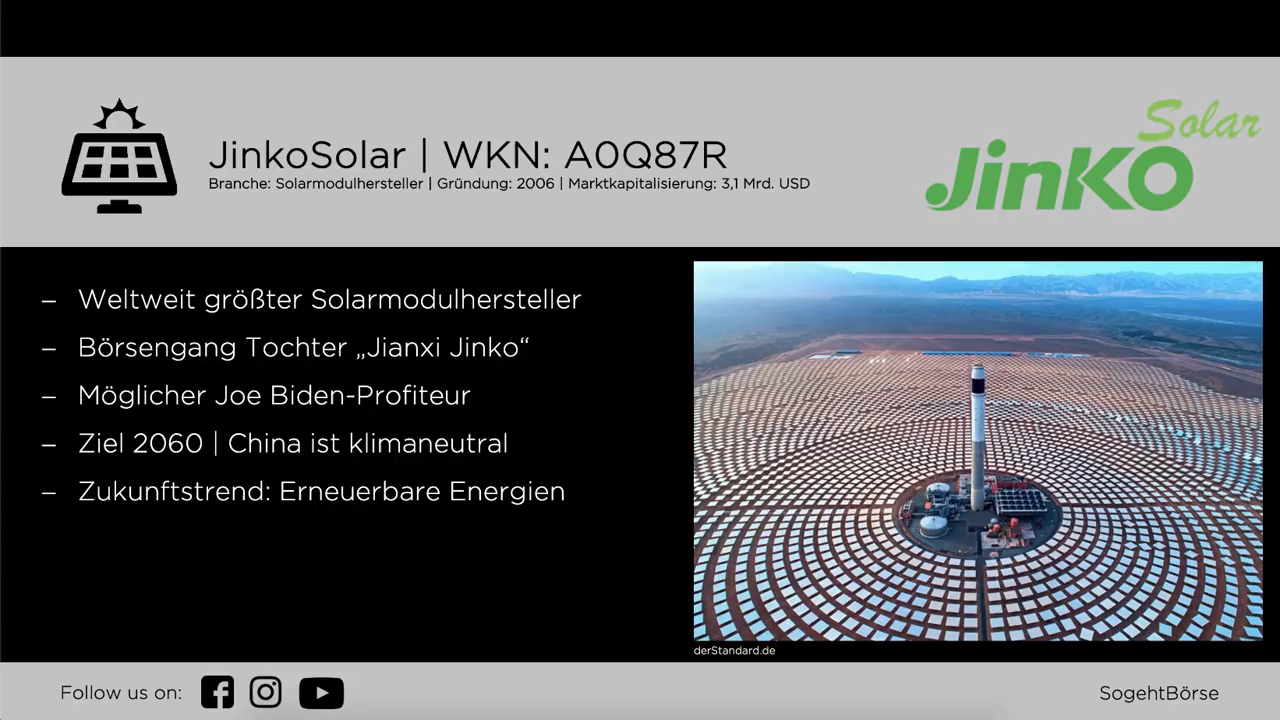 JinkoSolar | WKN: A0Q87R
Branche: Solarmodulhersteller | Gründung: 2006 | Marktkapitalisierung: 3,1 Mrd. USD
Solar
JinKO
– Weltweit größter Solarmodulhersteller
– Börsengang Tochter „Jianxi Jinko“
– Möglicher Joe Biden-Profiteur
– Ziel 2060 | China ist klimaneutral
– Zukunftstrend: Erneuerbare Energien
derStandard.de
Follow us on:
SogehtBörse